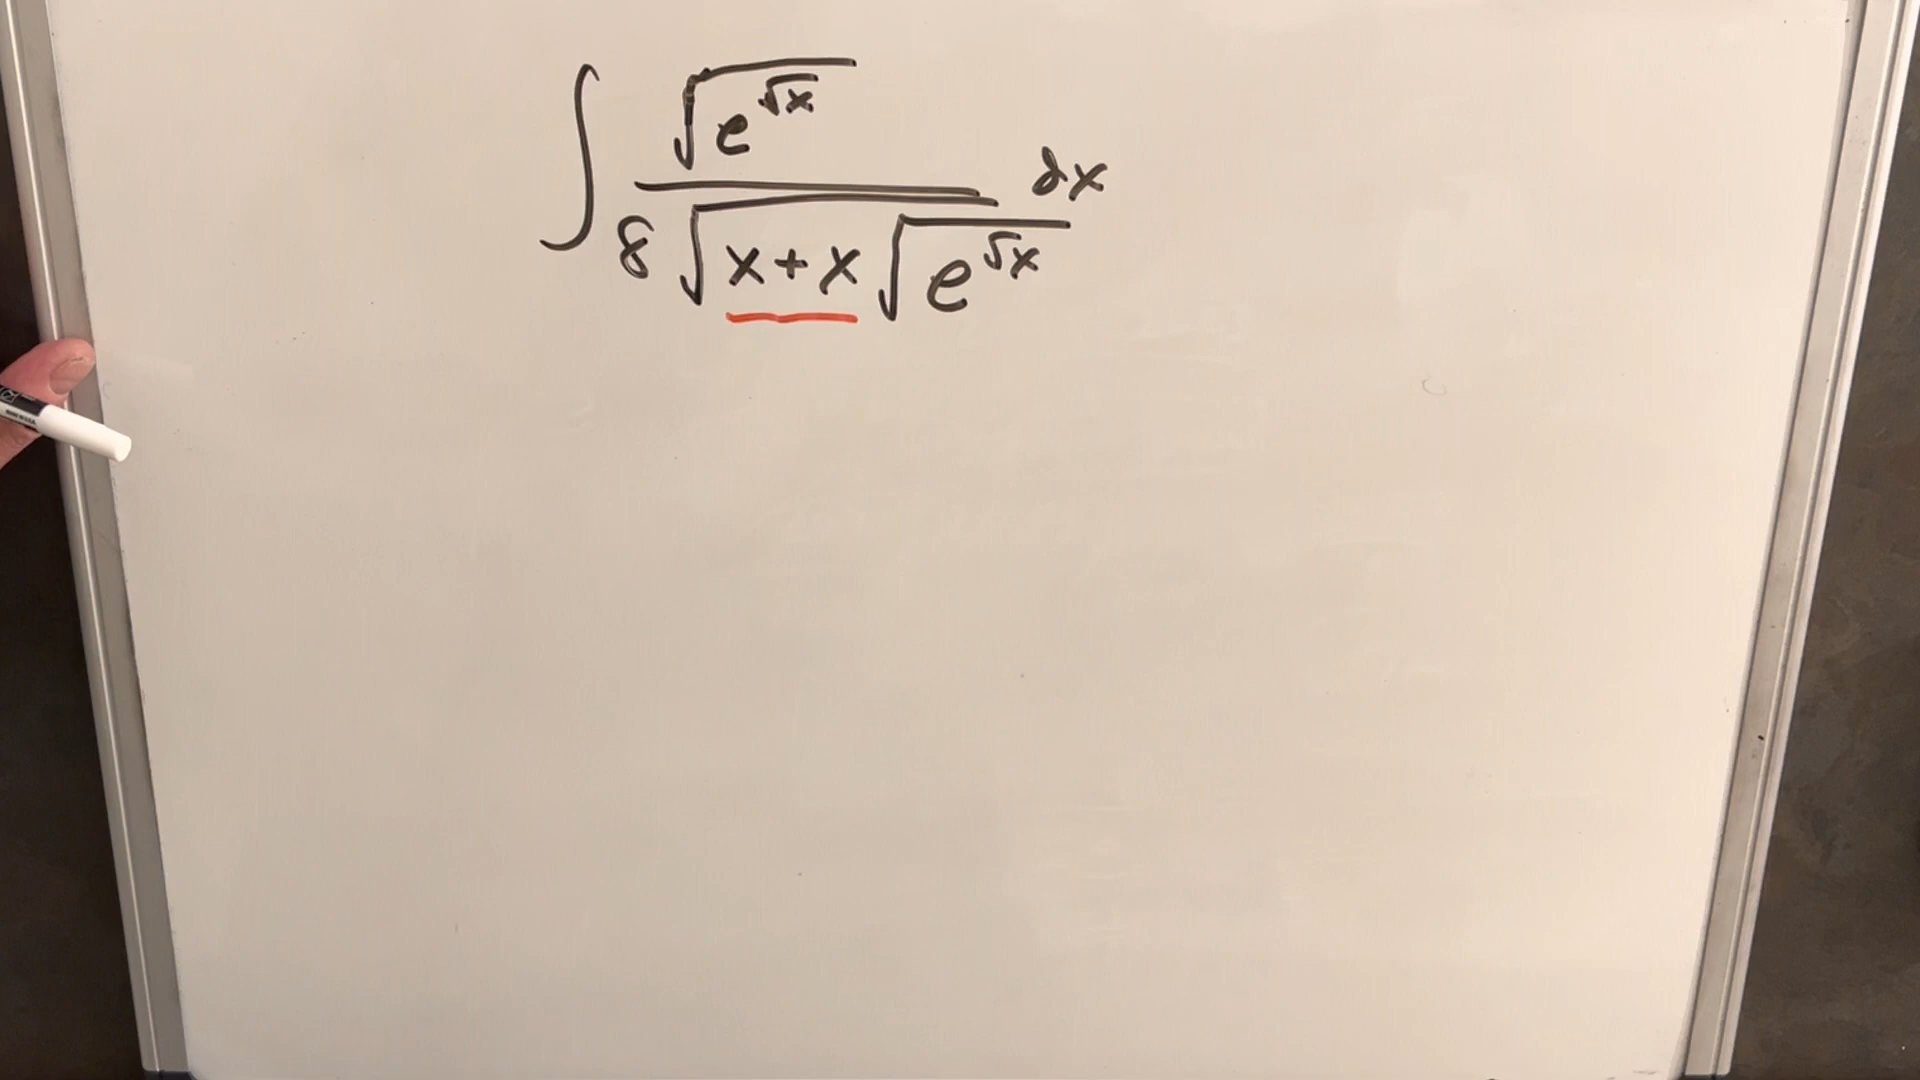 ∫ √(e^√x) / (8√(x+x√(e^√x))) dx